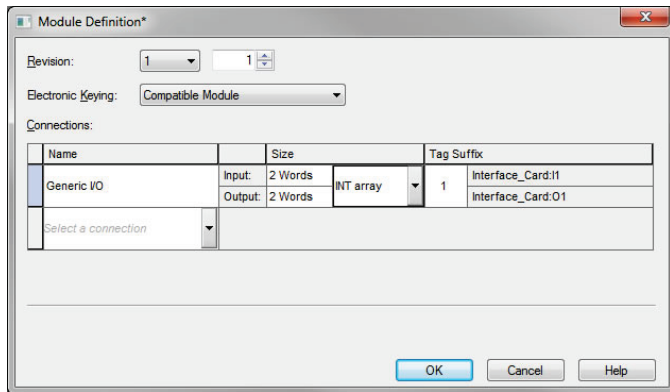 Module Definition*
Revision: 1 1
Electronic Keying: Compatible Module
Connections:
Name Size Tag Suffix
Generic I/O Input: 2 Words INT array 1 Interface_Card:I1
Output: 2 Words Interface_Card:O1
Select a connection
OK Cancel Help